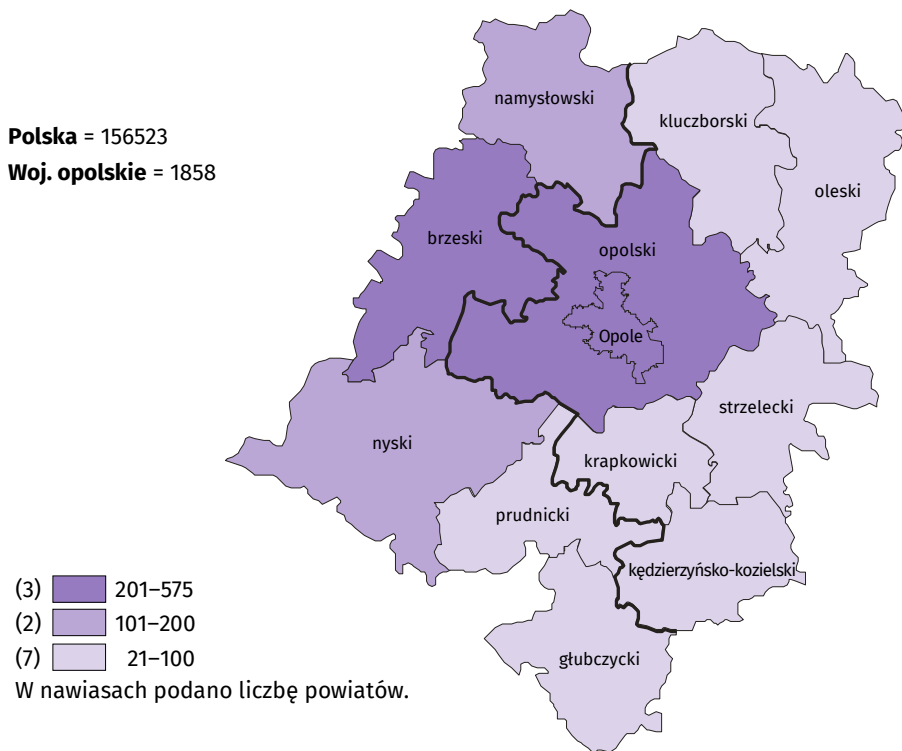 Polska = 156523
Woj. opolskie = 1858
namysłowski
kluczborski
oleski
brzeski
opolski
Opole
strzelecki
nyski
krapkowicki
prudnicki
kędzierzyńsko-kozielski
głubczycki
(3) 201–575
(2) 101–200
(7) 21–100
W nawiasach podano liczbę powiatów.